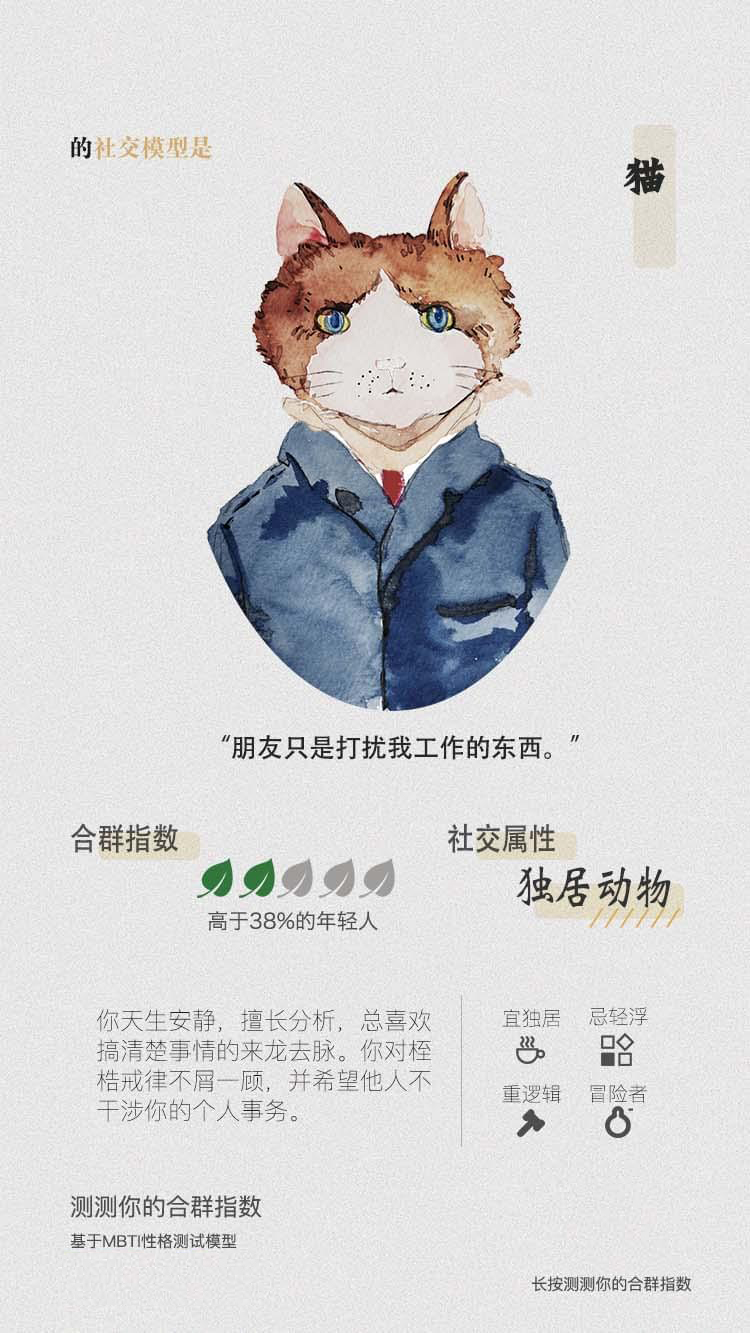 的社交模型是
猫
“朋友只是打扰我工作的东西。”
合群指数
高于38%的年轻人
社交属性
独居动物
你天生安静，擅长分析，总喜欢
搞清楚事情的来龙去脉。你对桎
梏戒律不屑一顾，并希望他人不
干涉你的个人事务。
宜独居
忌轻浮
重逻辑
冒险者
测测你的合群指数
基于MBTI性格测试模型
长按测测你的合群指数